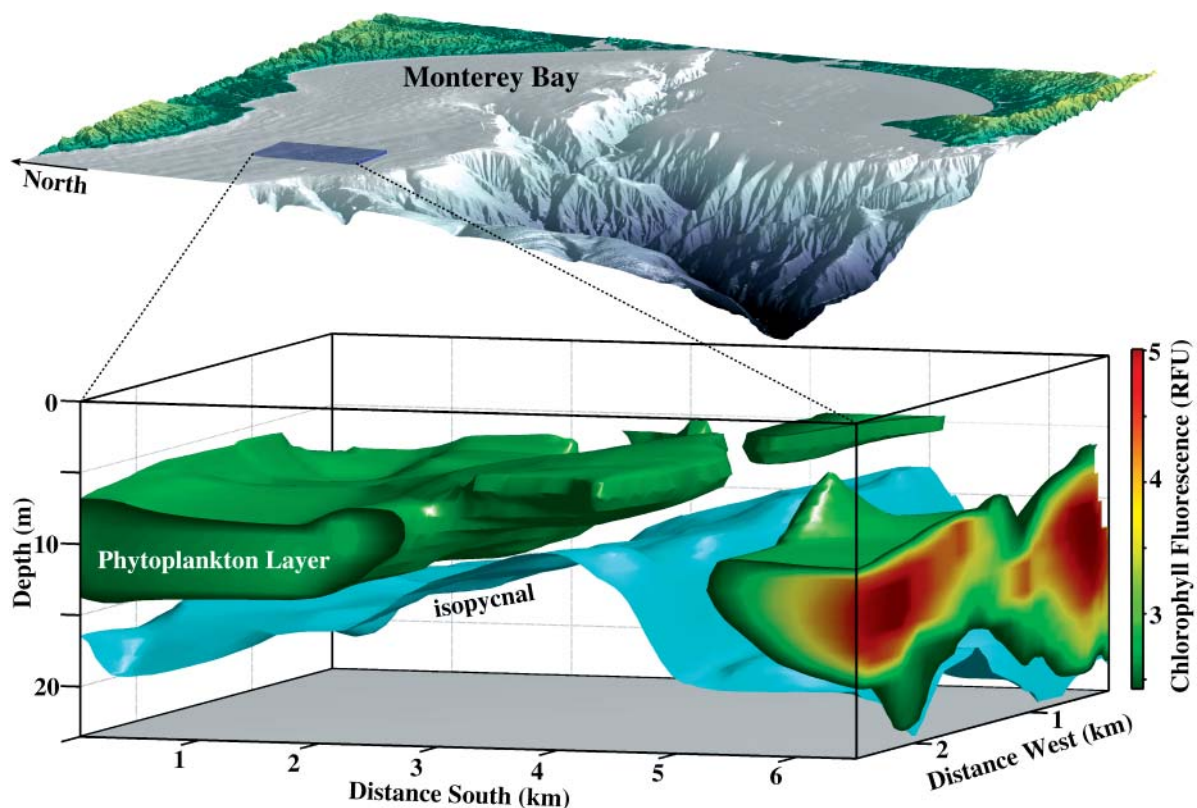 Monterey Bay
North
0
10
20
Depth (m)
Phytoplankton Layer
isopycnal
1
2
3
4
5
6
Distance South (km)
2
1
Distance West (km)
5
4
3
Chlorophyll Fluorescence (RFU)